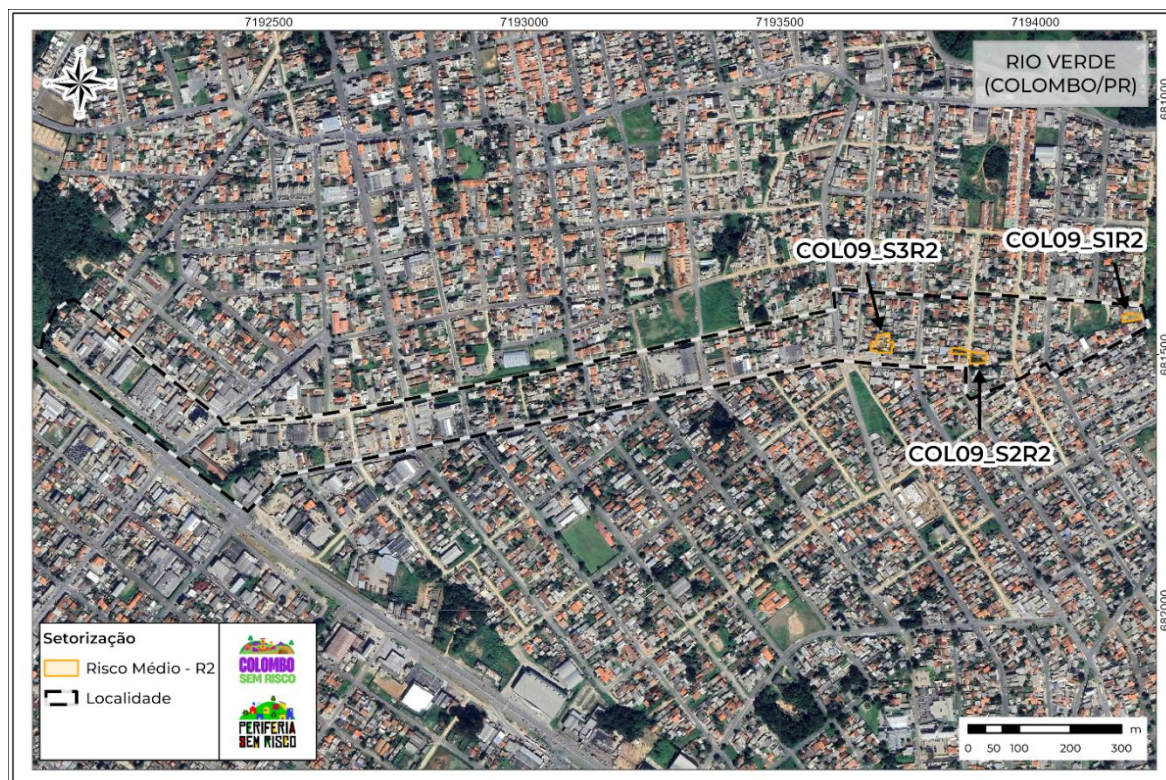 7192500 7193000 7193500 7194000
RIO VERDE
(COLOMBO/PR)
681000
COL09_S3R2
COL09_S1R2
681500
COL09_S2R2
682000
Setorização
Risco Médio - R2
Localidade
COLOMBO
SEM RISCO
PERIFERIA
SEM RISCO
m
0 50 100 200 300